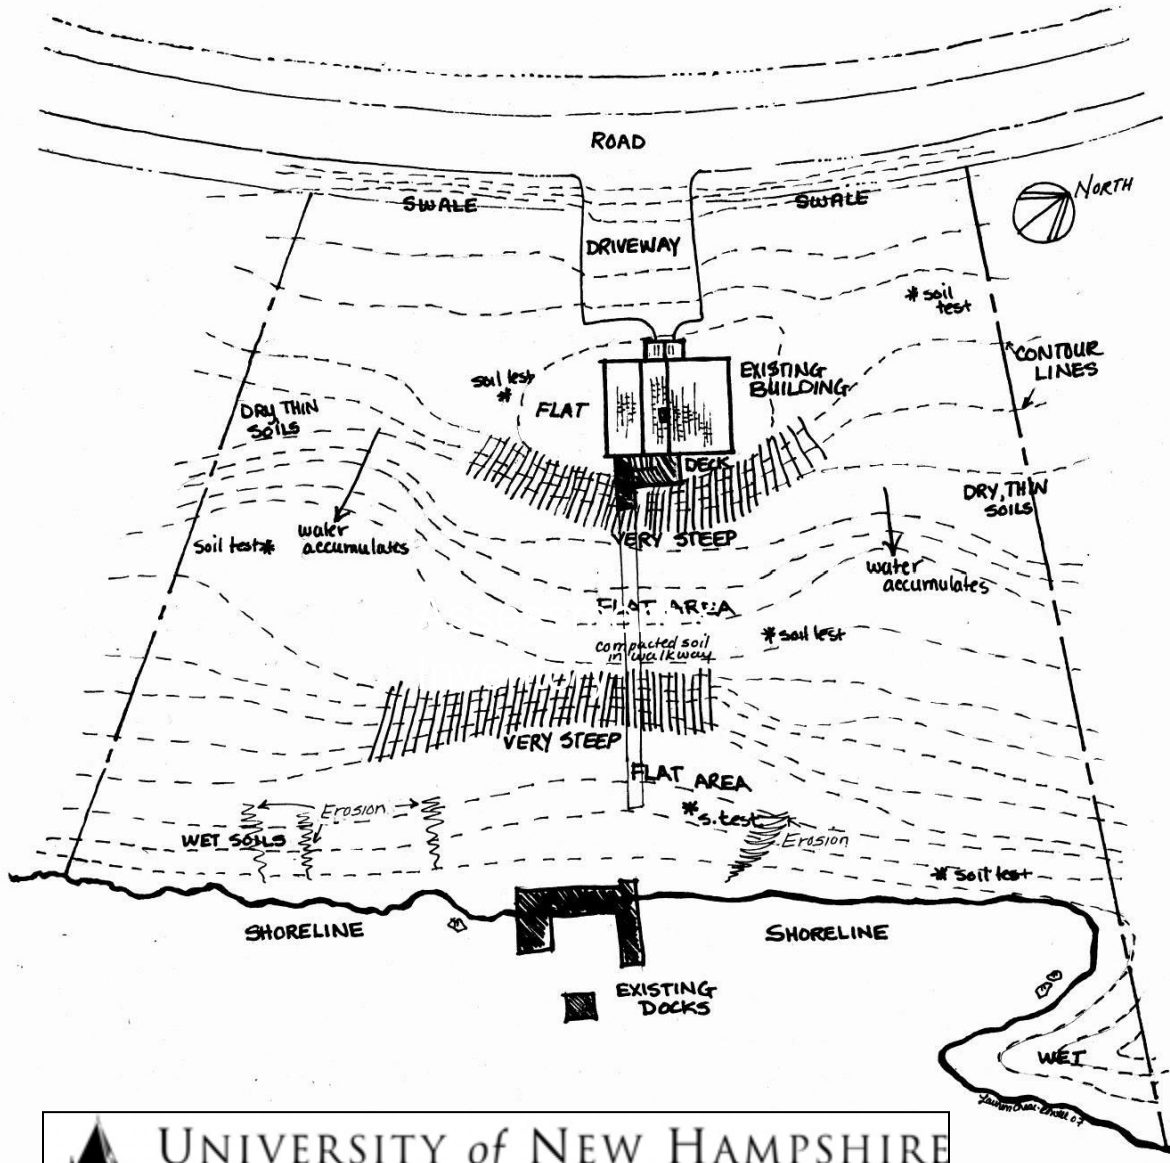 ROAD
SWALE
SWALE
NORTH
DRIVEWAY
* soil
test
CONTOUR
LINES
EXISTING
BUILDING
soil test
*
FLAT
DRY, THIN
SOILS
DECK
DRY, THIN
SOILS
VERY STEEP
water
accumulates
Soil test*
water
accumulates
FLAT AREA
* soil test
compacted soil
in walkway
VERY STEEP
FLAT AREA
*
s. test
Erosion
WET SOILS
Erosion
* soil test
SHORELINE
SHORELINE
EXISTING
DOCKS
WET
UNIVERSITY of NEW HAMPSHIRE